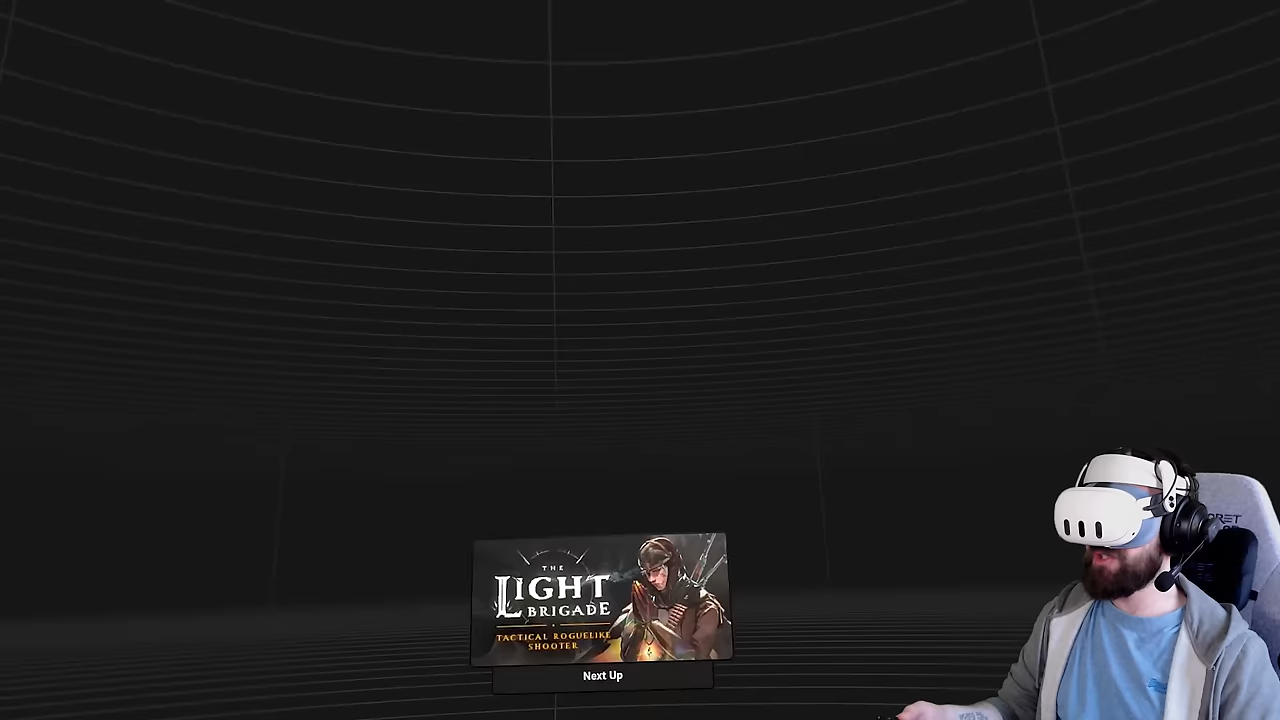 THE
LIGHT
BRIGADE
TACTICAL ROGUELIKE
SHOOTER
Next Up